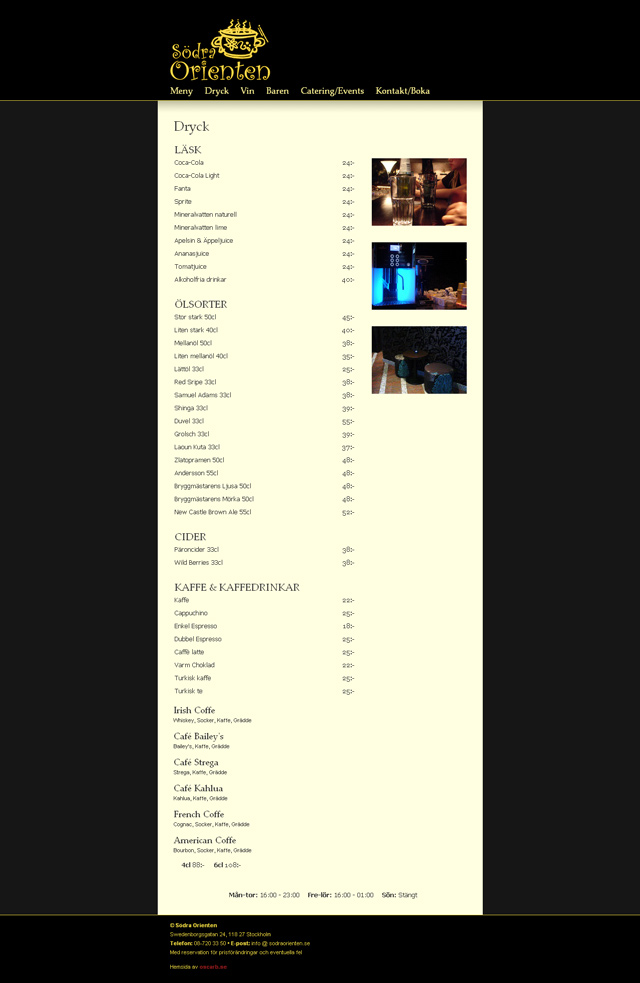 Södra
Orienten
Meny Dryck Vin Baren Catering/Events Kontakt/Boka
Dryck
LÄSK
Coca-Cola 24:-
Coca-Cola Light 24:-
Fanta 24:-
Sprite 24:-
Mineralvatten naturell 24:-
Mineralvatten lime 24:-
Apelsin & Äppeljuice 24:-
Ananasjuice 24:-
Tomatjuice 24:-
Alkoholfria drinkar 40:-
ÖLSORTER
Stor stark 50cl 45:-
Liten stark 40cl 40:-
Mellanöl 50cl 38:-
Liten mellanöl 40cl 35:-
Lättöl 33cl 25:-
Red Sripe 33cl 38:-
Samuel Adams 33cl 38:-
Shinga 33cl 39:-
Duvel 33cl 55:-
Grolsch 33cl 39:-
Laoun Kuta 33cl 37:-
Zlatopramen 50cl 48:-
Andersson 55cl 48:-
Bryggmästarens Ljusa 50cl 48:-
Bryggmästarens Mörka 50cl 48:-
New Castle Brown Ale 55cl 52:-
CIDER
Päroncider 33cl 38:-
Wild Berries 33cl 38:-
KAFFE & KAFFEDRINKAR
Kaffe 22:-
Cappuchino 25:-
Enkel Espresso 18:-
Dubbel Espresso 25:-
Caffè latte 25:-
Varm Choklad 22:-
Turkisk kaffe 25:-
Turkisk te 25:-
Irish Coffe
Whiskey, Socker, Kaffe, Grädde
Café Bailey's
Bailey's, Kaffe, Grädde
Café Strega
Strega, Kaffe, Grädde
Café Kahlua
Kahlua, Kaffe, Grädde
French Coffe
Cognac, Socker, Kaffe, Grädde
American Coffe
Bourbon, Socker, Kaffe, Grädde
4cl 88:- 6cl 108:-
Mån-tor: 16:00 - 23:00 Fre-lör: 16:00 - 01:00 Sön: Stängt
© Södra Orienten
Swedenborgsgatan 24, 118 27 Stockholm
Telefon: 08-720 33 50 • E-post: info @ sodraorienten.se
Med reservation för prisförändringar och eventuella fel
Hemsida av